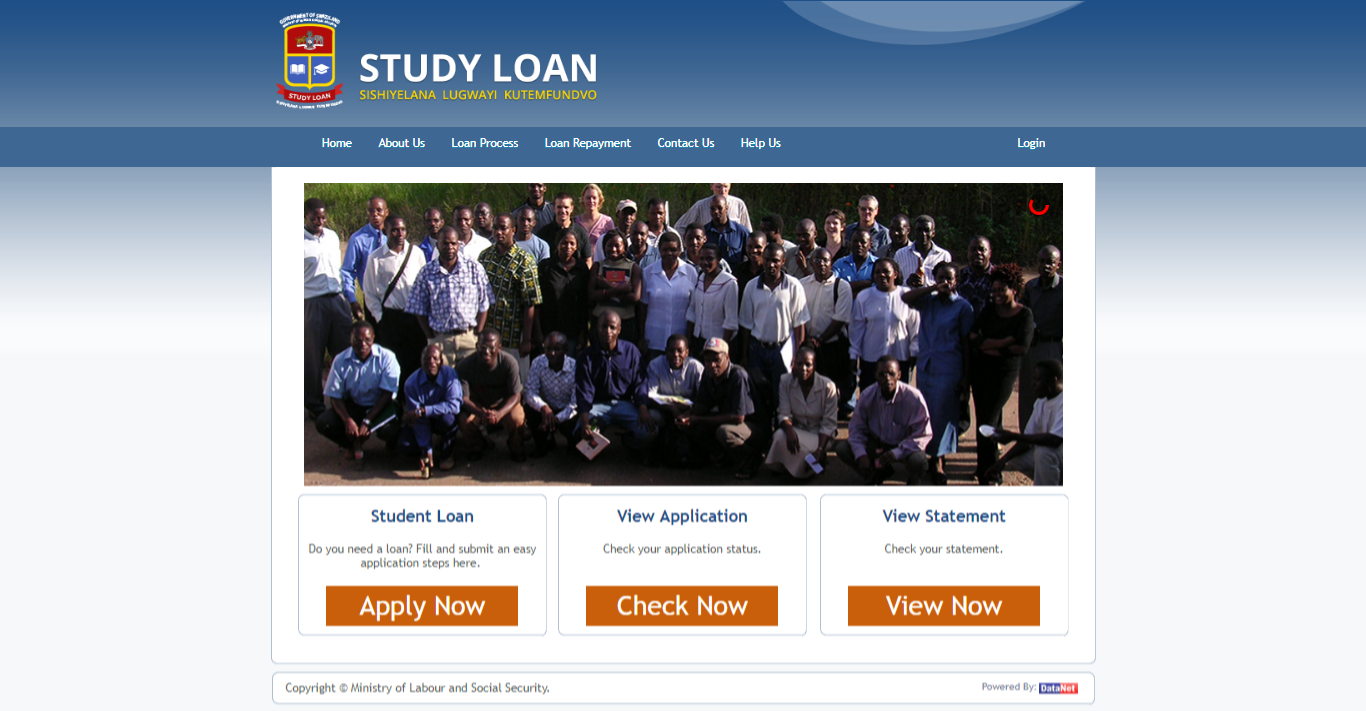 GOVERNMENT OF SWAZILAND
STUDY LOAN
STUDY LOAN
SISHIYELANA LUGWAYI KUTEMFUNDVO
Home About Us Loan Process Loan Repayment Contact Us Help Us Login
Student Loan
Do you need a loan? Fill and submit an easy
application steps here.
Apply Now
View Application
Check your application status.
Check Now
View Statement
Check your statement.
View Now
Copyright © Ministry of Labour and Social Security.
Powered By: DataNet